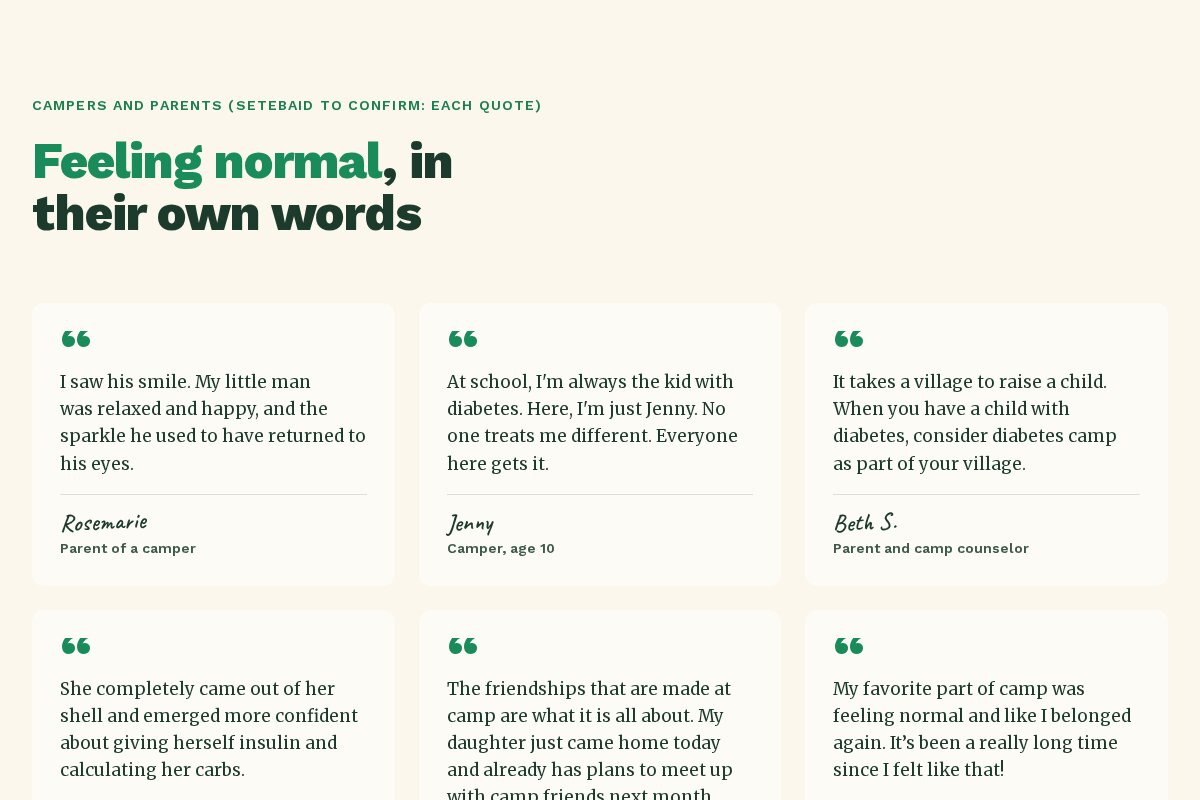 CAMPERS AND PARENTS (SETEBAID TO CONFIRM: EACH QUOTE)
Feeling normal, in
their own words
“
I saw his smile. My little man
was relaxed and happy, and the
sparkle he used to have returned to
his eyes.
Rosemarie
Parent of a camper
“
At school, I'm always the kid with
diabetes. Here, I'm just Jenny. No
one treats me different. Everyone
here gets it.
Jenny
Camper, age 10
“
It takes a village to raise a child.
When you have a child with
diabetes, consider diabetes camp
as part of your village.
Beth S.
Parent and camp counselor
“
She completely came out of her
shell and emerged more confident
about giving herself insulin and
calculating her carbs.
“
The friendships that are made at
camp are what it is all about. My
daughter just came home today
and already has plans to meet up
with camp friends next month.
“
My favorite part of camp was
feeling normal and like I belonged
again. It’s been a really long time
since I felt like that!